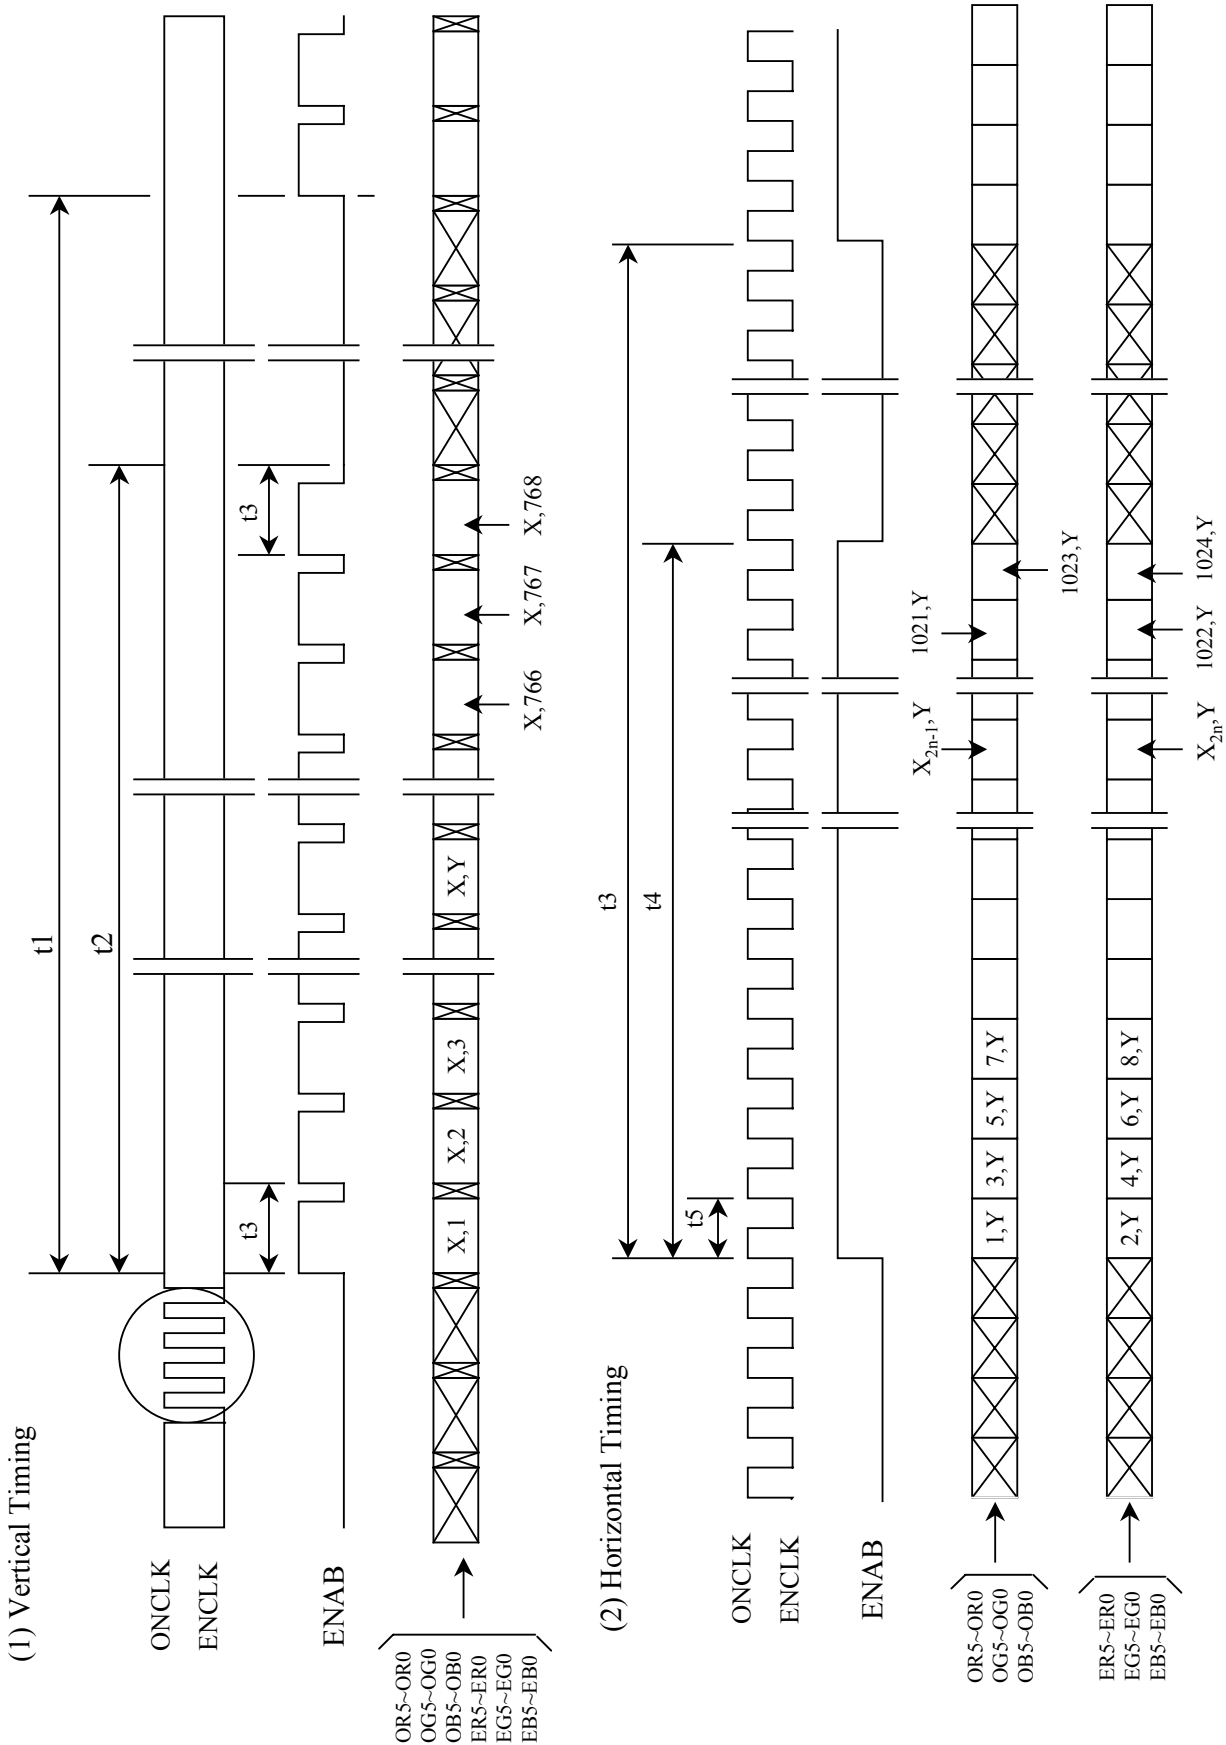 (1) Vertical Timing
t1
t2
ONCLK
ENCLK
t3
t3
ENAB
OR5~OR0
OG5~OG0
OB5~OB0
ER5~ER0
EG5~EG0
EB5~EB0
X,1
X,2
X,3
X,Y
X,766
X,767
X,768
(2) Horizontal Timing
t3
t4
t5
ONCLK
ENCLK
ENAB
X2n-1,Y
1021,Y
OR5~OR0
OG5~OG0
OB5~OB0
1,Y
3,Y
5,Y
7,Y
1023,Y
ER5~ER0
EG5~EG0
EB5~EB0
2,Y
4,Y
6,Y
8,Y
X2n,Y
1022,Y
1024,Y